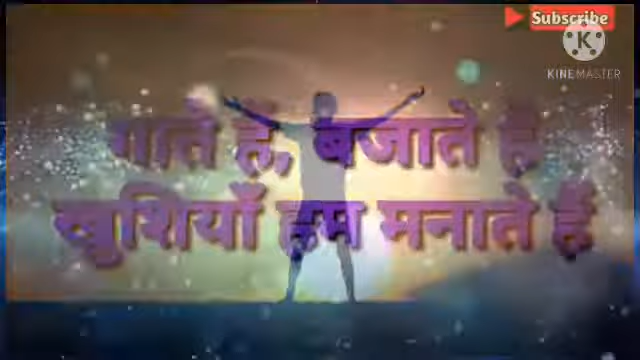 Subscribe
KINEMASTER
गाते हैं, बजाते हैं
खुशियाँ हम मनाते हैं